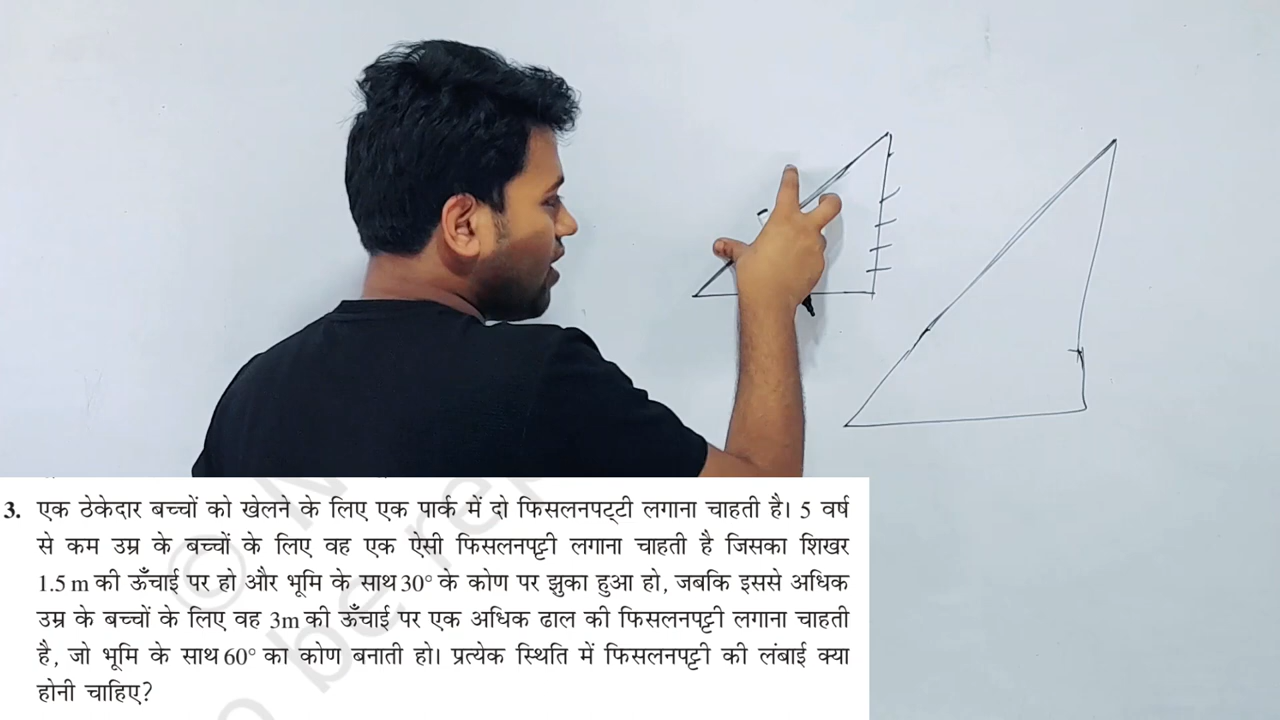 3. एक ठेकेदार बच्चों को खेलने के लिए एक पार्क में दो फिसलनपट्टी लगाना चाहती है। 5 वर्ष
से कम उम्र के बच्चों के लिए वह एक ऐसी फिसलनपट्टी लगाना चाहती है जिसका शिखर
1.5 m की ऊँचाई पर हो और भूमि के साथ 30° के कोण पर झुका हुआ हो, जबकि इससे अधिक
उम्र के बच्चों के लिए वह 3m की ऊँचाई पर एक अधिक ढाल की फिसलनपट्टी लगाना चाहती
है, जो भूमि के साथ 60° का कोण बनाती हो। प्रत्येक स्थिति में फिसलनपट्टी की लंबाई क्या
होनी चाहिए?